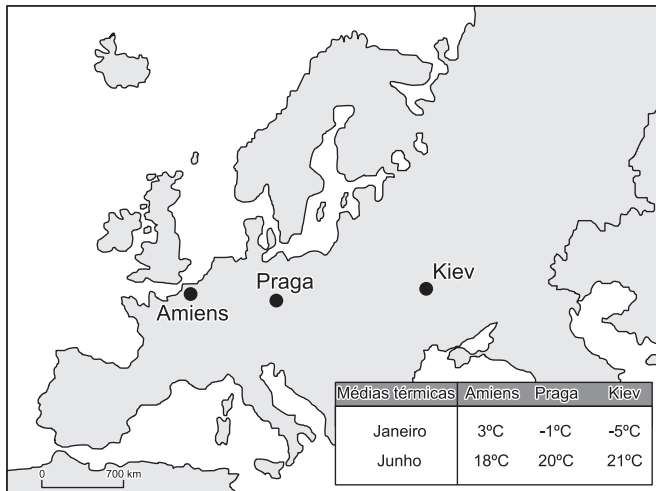 Kiev
Praga
Amiens
Médias térmicas Amiens Praga Kiev
Janeiro 3ºC -1ºC -5ºC
Junho 18ºC 20ºC 21ºC
0 700 km